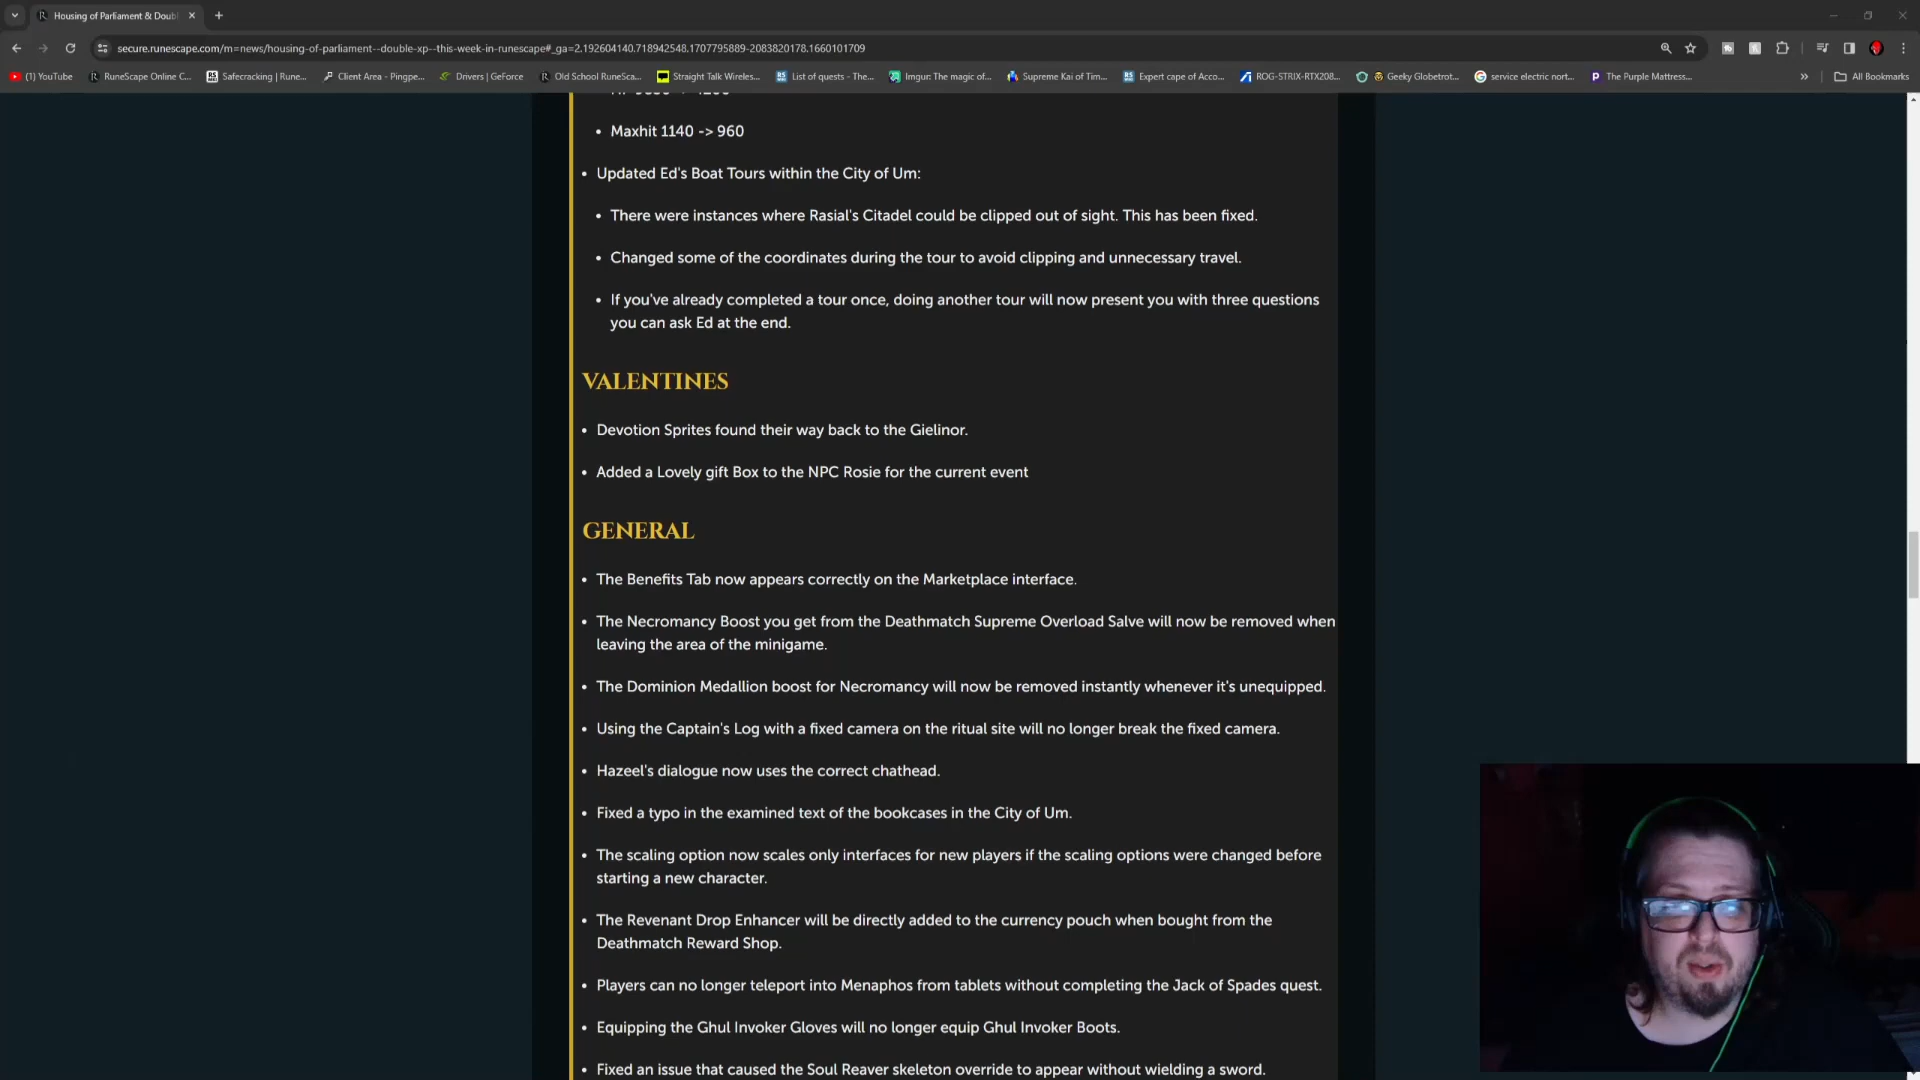 Housing of Parliament & Doubl
secure.runescape.com/m=news/housing-of-parliament--double-xp--this-week-in-runescape#_ga=2.192604140.718942548.1707795889-2083820178.1660101709
(1) YouTube
RuneScape Online C...
Safecracking | Rune...
Client Area - Pingpe...
Drivers | GeForce
Old School RuneSca...
Straight Talk Wireles...
List of quests - The...
Imgur: The magic of...
Supreme Kai of Tim...
Expert cape of Acco...
ROG-STRIX-RTX208...
Geeky Globetrot...
service electric nort...
The Purple Mattress...
All Bookmarks
• Maxhit 1140 -> 960
• Updated Ed's Boat Tours within the City of Um:
• There were instances where Rasial's Citadel could be clipped out of sight. This has been fixed.
• Changed some of the coordinates during the tour to avoid clipping and unnecessary travel.
• If you've already completed a tour once, doing another tour will now present you with three questions
you can ask Ed at the end.
VALENTINES
• Devotion Sprites found their way back to the Gielinor.
• Added a Lovely gift Box to the NPC Rosie for the current event
GENERAL
• The Benefits Tab now appears correctly on the Marketplace interface.
• The Necromancy Boost you get from the Deathmatch Supreme Overload Salve will now be removed when
leaving the area of the minigame.
• The Dominion Medallion boost for Necromancy will now be removed instantly whenever it's unequipped.
• Using the Captain's Log with a fixed camera on the ritual site will no longer break the fixed camera.
• Hazeel's dialogue now uses the correct chathead.
• Fixed a typo in the examined text of the bookcases in the City of Um.
• The scaling option now scales only interfaces for new players if the scaling options were changed before
starting a new character.
• The Revenant Drop Enhancer will be directly added to the currency pouch when bought from the
Deathmatch Reward Shop.
• Players can no longer teleport into Menaphos from tablets without completing the Jack of Spades quest.
• Equipping the Ghul Invoker Gloves will no longer equip Ghul Invoker Boots.
• Fixed an issue that caused the Soul Reaver skeleton override to appear without wielding a sword.